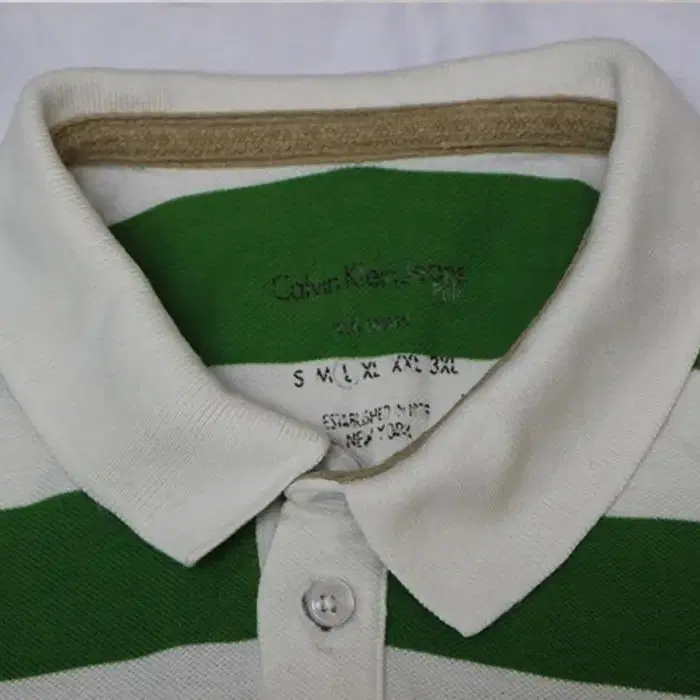 Calvin Klein Jeans
S M L XL XXL 3XL
ESTABLISHED IN 1978
NEW YORK